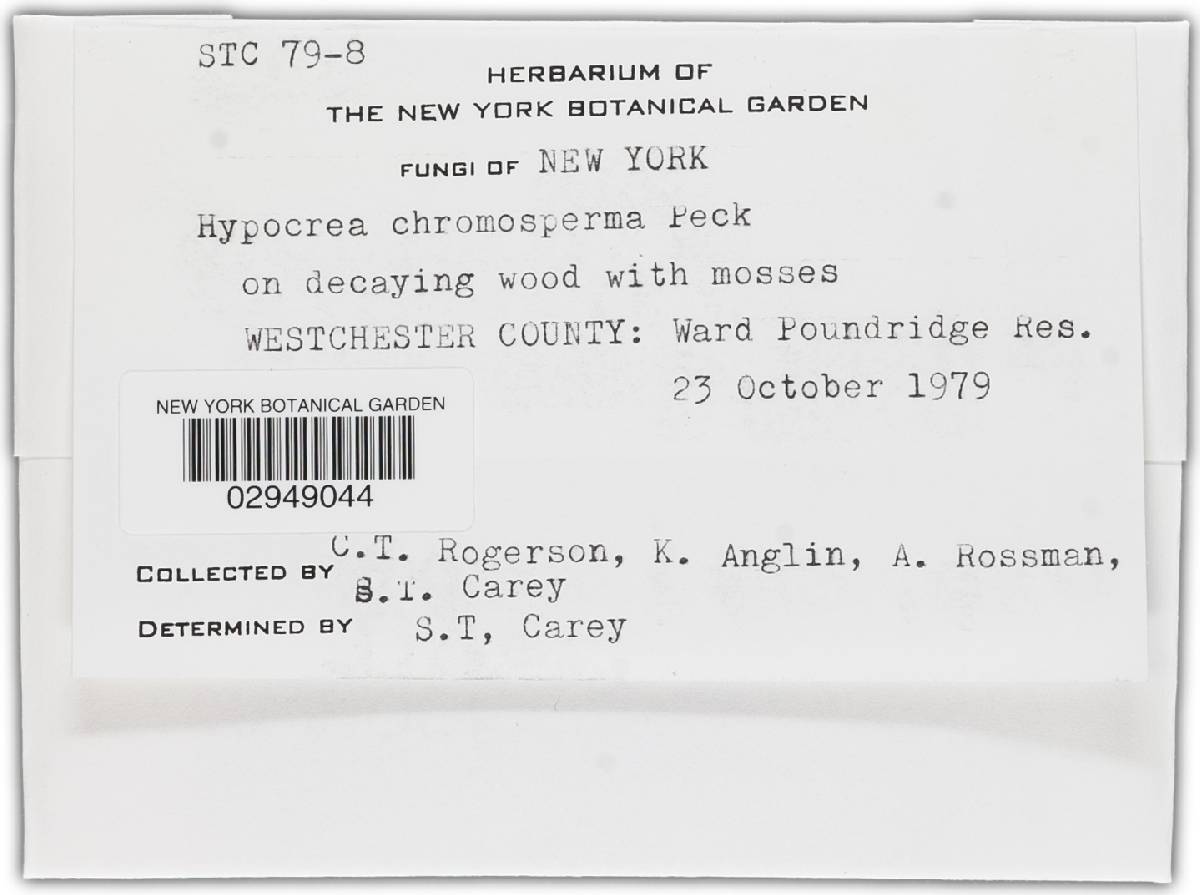 STC 79-8
HERBARIUM OF
THE NEW YORK BOTANICAL GARDEN
FUNGI OF NEW YORK
Hypocrea chromosperma Peck
on decaying wood with mosses
WESTCHESTER COUNTY: Ward Poundridge Res.
23 October 1979
NEW YORK BOTANICAL GARDEN
02949044
C.T. Rogerson, K. Anglin, A. Rossman,
COLLECTED BY S.T. Carey
DETERMINED BY S.T, Carey